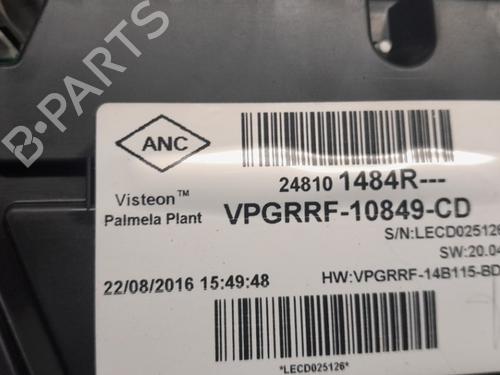 B-PARTS
ANC
24810 1484R---
Visteon™
Palmela Plant
VPGRRF-10849-CD
S/N:LECD025126
SW:20.04
22/08/2016 15:49:48
HW:VPGRRF-14B115-BD
*LECD025126*